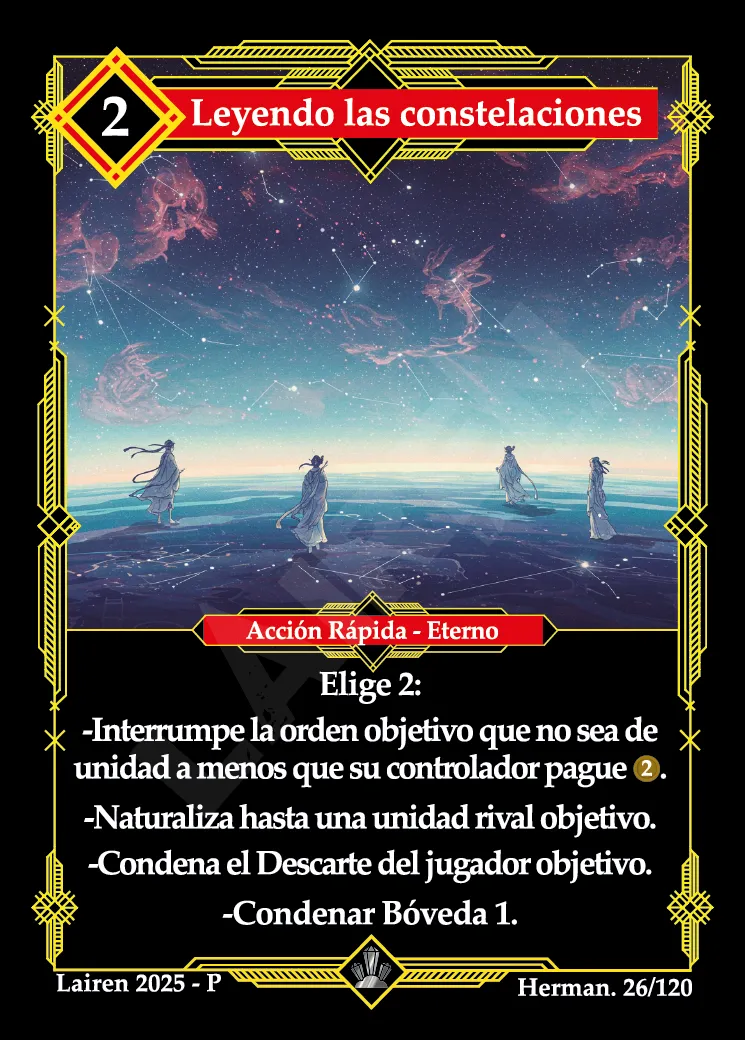 2
Leyendo las constelaciones
Acción Rápida - Eterno
Elige 2:
-Interrumpe la orden objetivo que no sea de
unidad a menos que su controlador pague 2.
-Naturaliza hasta una unidad rival objetivo.
-Condena el Descarte del jugador objetivo.
-Condenar Bóveda 1.
Lairen 2025 - P
Herman. 26/120